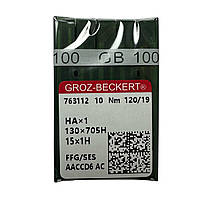 100 GB 100
GROZ-BECKERT®
763112 10 Nm 120/19
HA×1
130×705H
15×1H
FFG/SES
AACCD6 AC